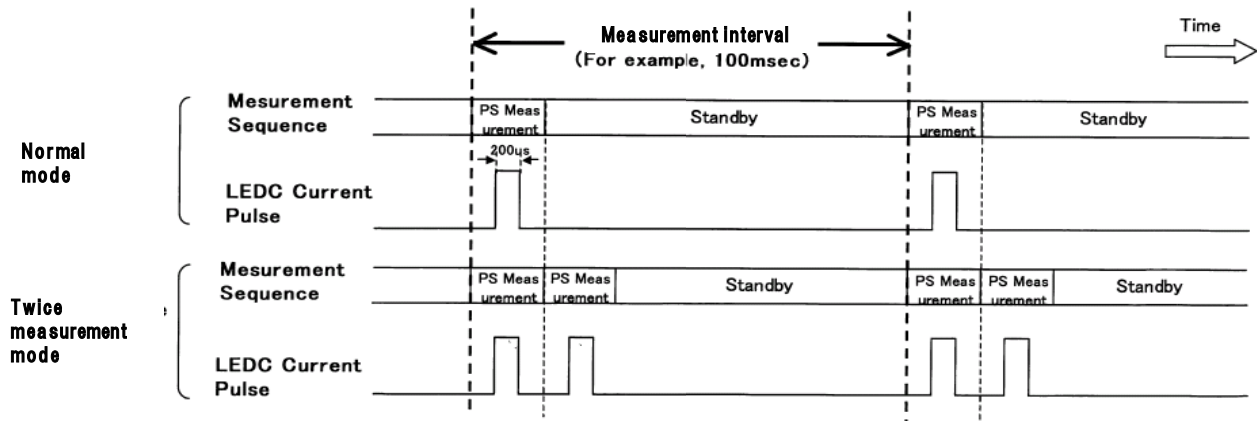 Measurement interval
Time
(For example, 100msec)
Mesurement
Sequence
PS Meas
urement
Standby
PS Meas
urement
Standby
Normal
mode
200us
LEDC Current
Pulse
Mesurement
Sequence
PS Meas
urement
PS Meas
urement
Standby
PS Meas
urement
PS Meas
urement
Standby
Twice
measurement
mode
LEDC Current
Pulse